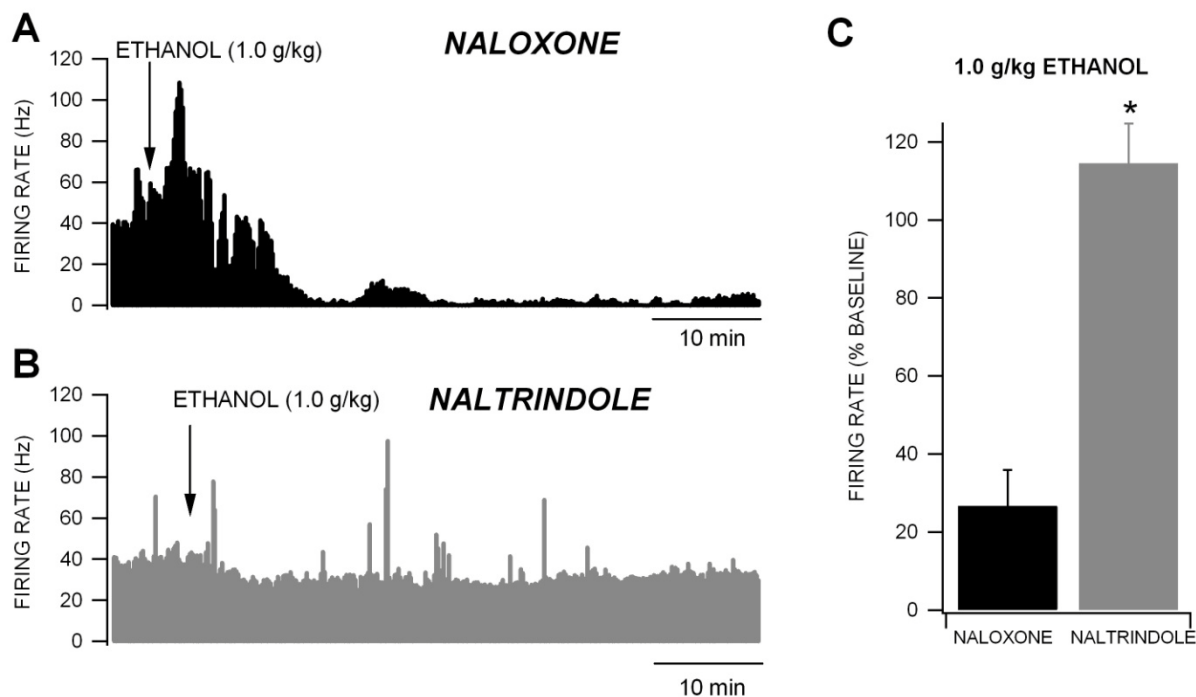 A
ETHANOL (1.0 g/kg)
NALOXONE
FIRING RATE (Hz)
120
100
80
60
40
20
0
10 min
B
ETHANOL (1.0 g/kg)
NALTRINDOLE
FIRING RATE (Hz)
120
100
80
60
40
20
0
10 min
C
1.0 g/kg ETHANOL
*
FIRING RATE (% BASELINE)
120
100
80
60
40
20
0
NALOXONE NALTRINDOLE